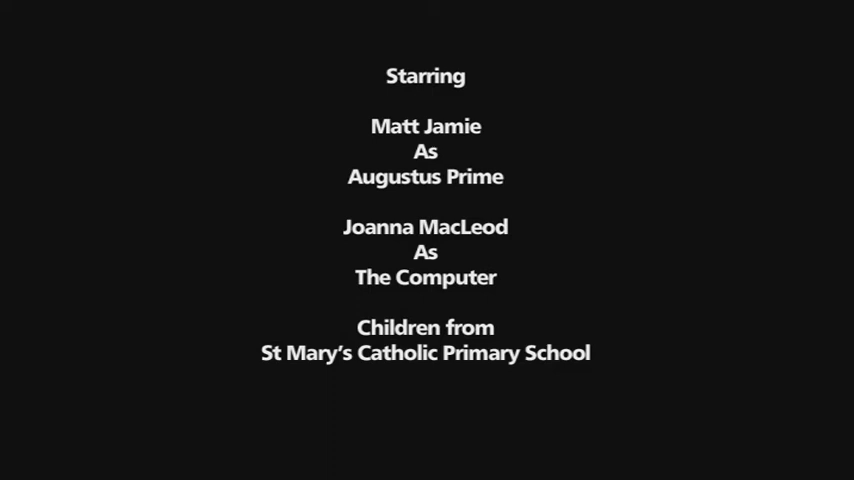 Starring
Matt Jamie
As
Augustus Prime
Joanna MacLeod
As
The Computer
Children from
St Mary’s Catholic Primary School